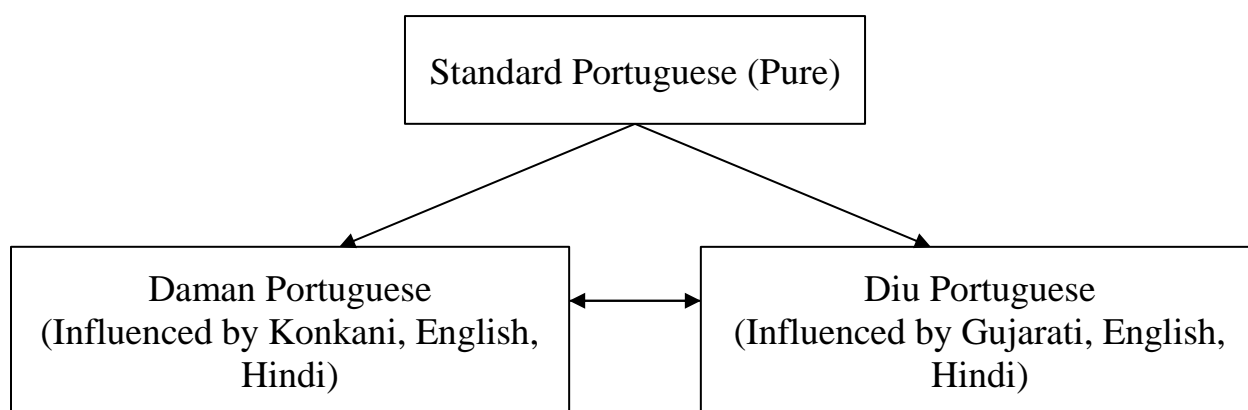 Standard Portuguese (Pure)
Daman Portuguese
(Influenced by Konkani, English,
Hindi)
Diu Portuguese
(Influenced by Gujarati, English,
Hindi)